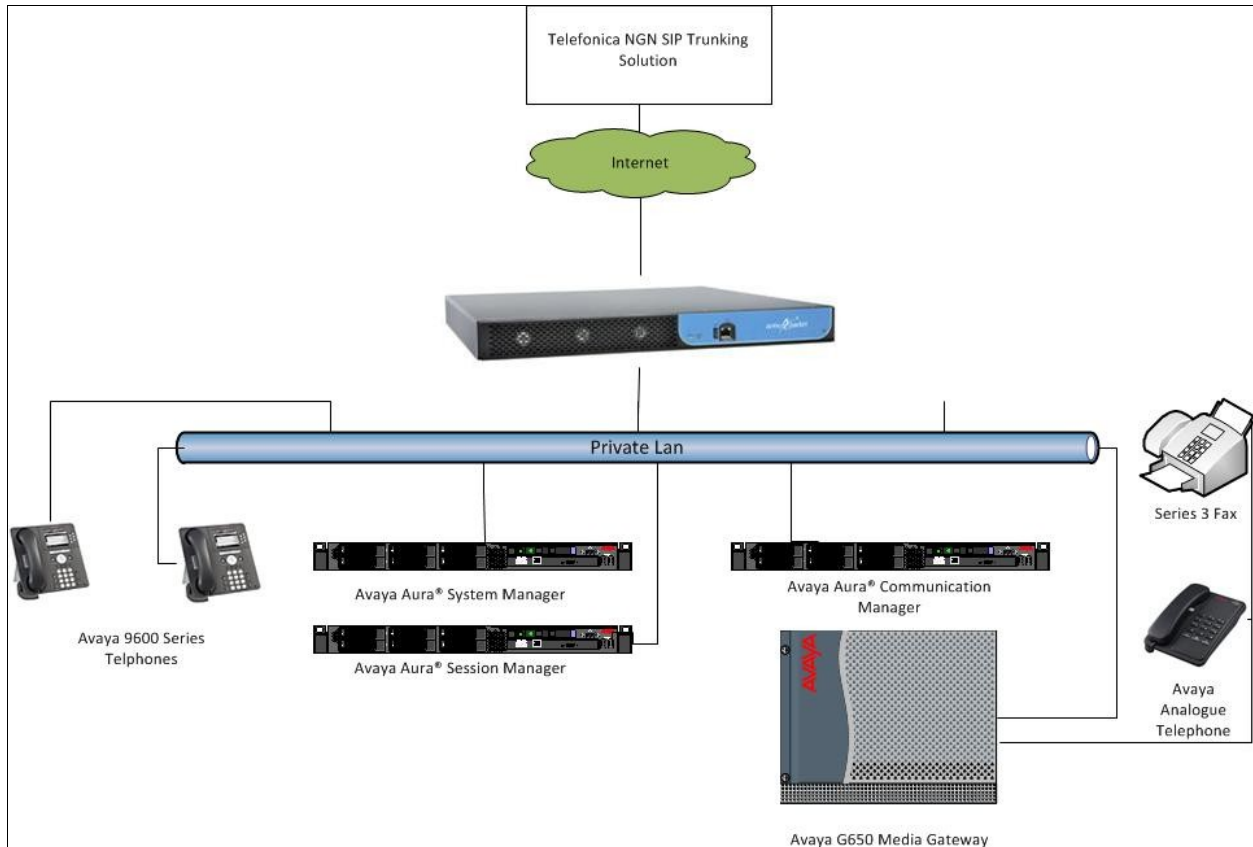 Telefonica NGN SIP Trunking
Solution
Internet
Private Lan
Series 3 Fax
Avaya Aura® System Manager
Avaya Aura® Communication
Manager
Avaya 9600 Series
Telphones
Avaya Aura® Session Manager
AVAYA
Avaya
Analogue
Telephone
Avaya G650 Media Gateway